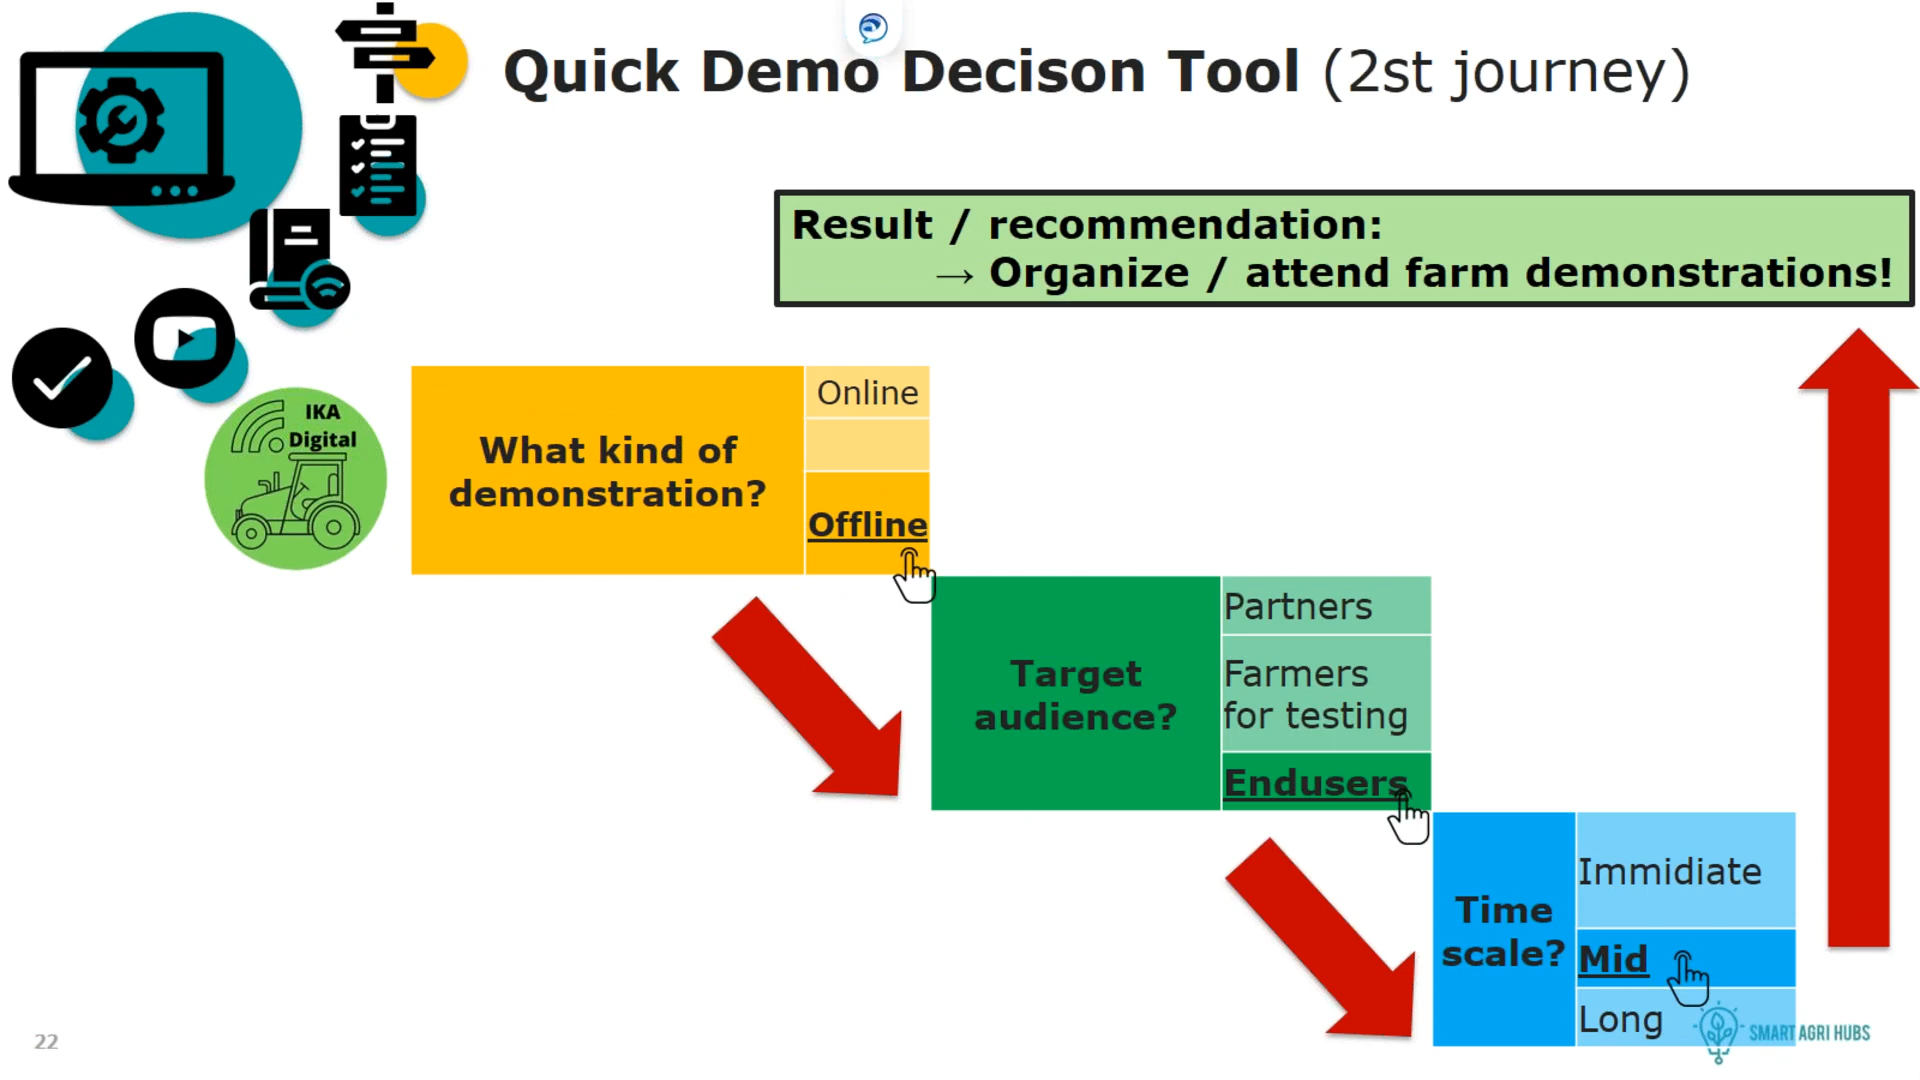 Quick Demo Decison Tool (2st journey)
Result / recommendation:
→ Organize / attend farm demonstrations!
IKA
Digital
What kind of
demonstration?
Online
Offline
Target
audience?
Partners
Farmers
for testing
Endusers
Time
scale?
Immidiate
Mid
Long
22
SMART AGRI HUBS